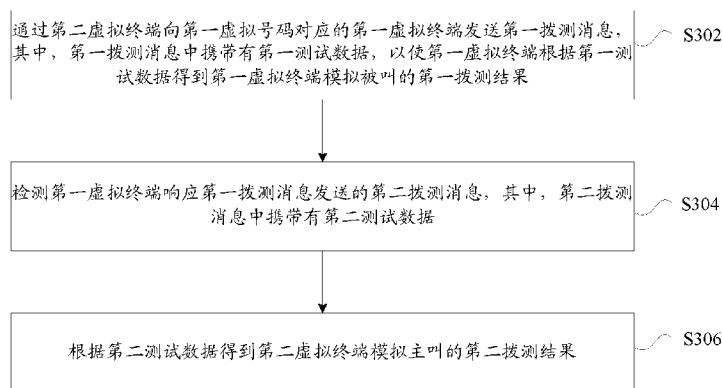 通过第二虚拟终端向第一虚拟号码对应的第一虚拟终端发送第一拨测消息，
其中，第一拨测消息中携带有第一测试数据，以使第一虚拟终端根据第一测
试数据得到第一虚拟终端模拟被叫的第一拨测结果
S302
检测第一虚拟终端响应第一拨测消息发送的第二拨测消息，其中，第二拨测
消息中携带有第二测试数据
S304
根据第二测试数据得到第二虚拟终端模拟主叫的第二拨测结果
S306